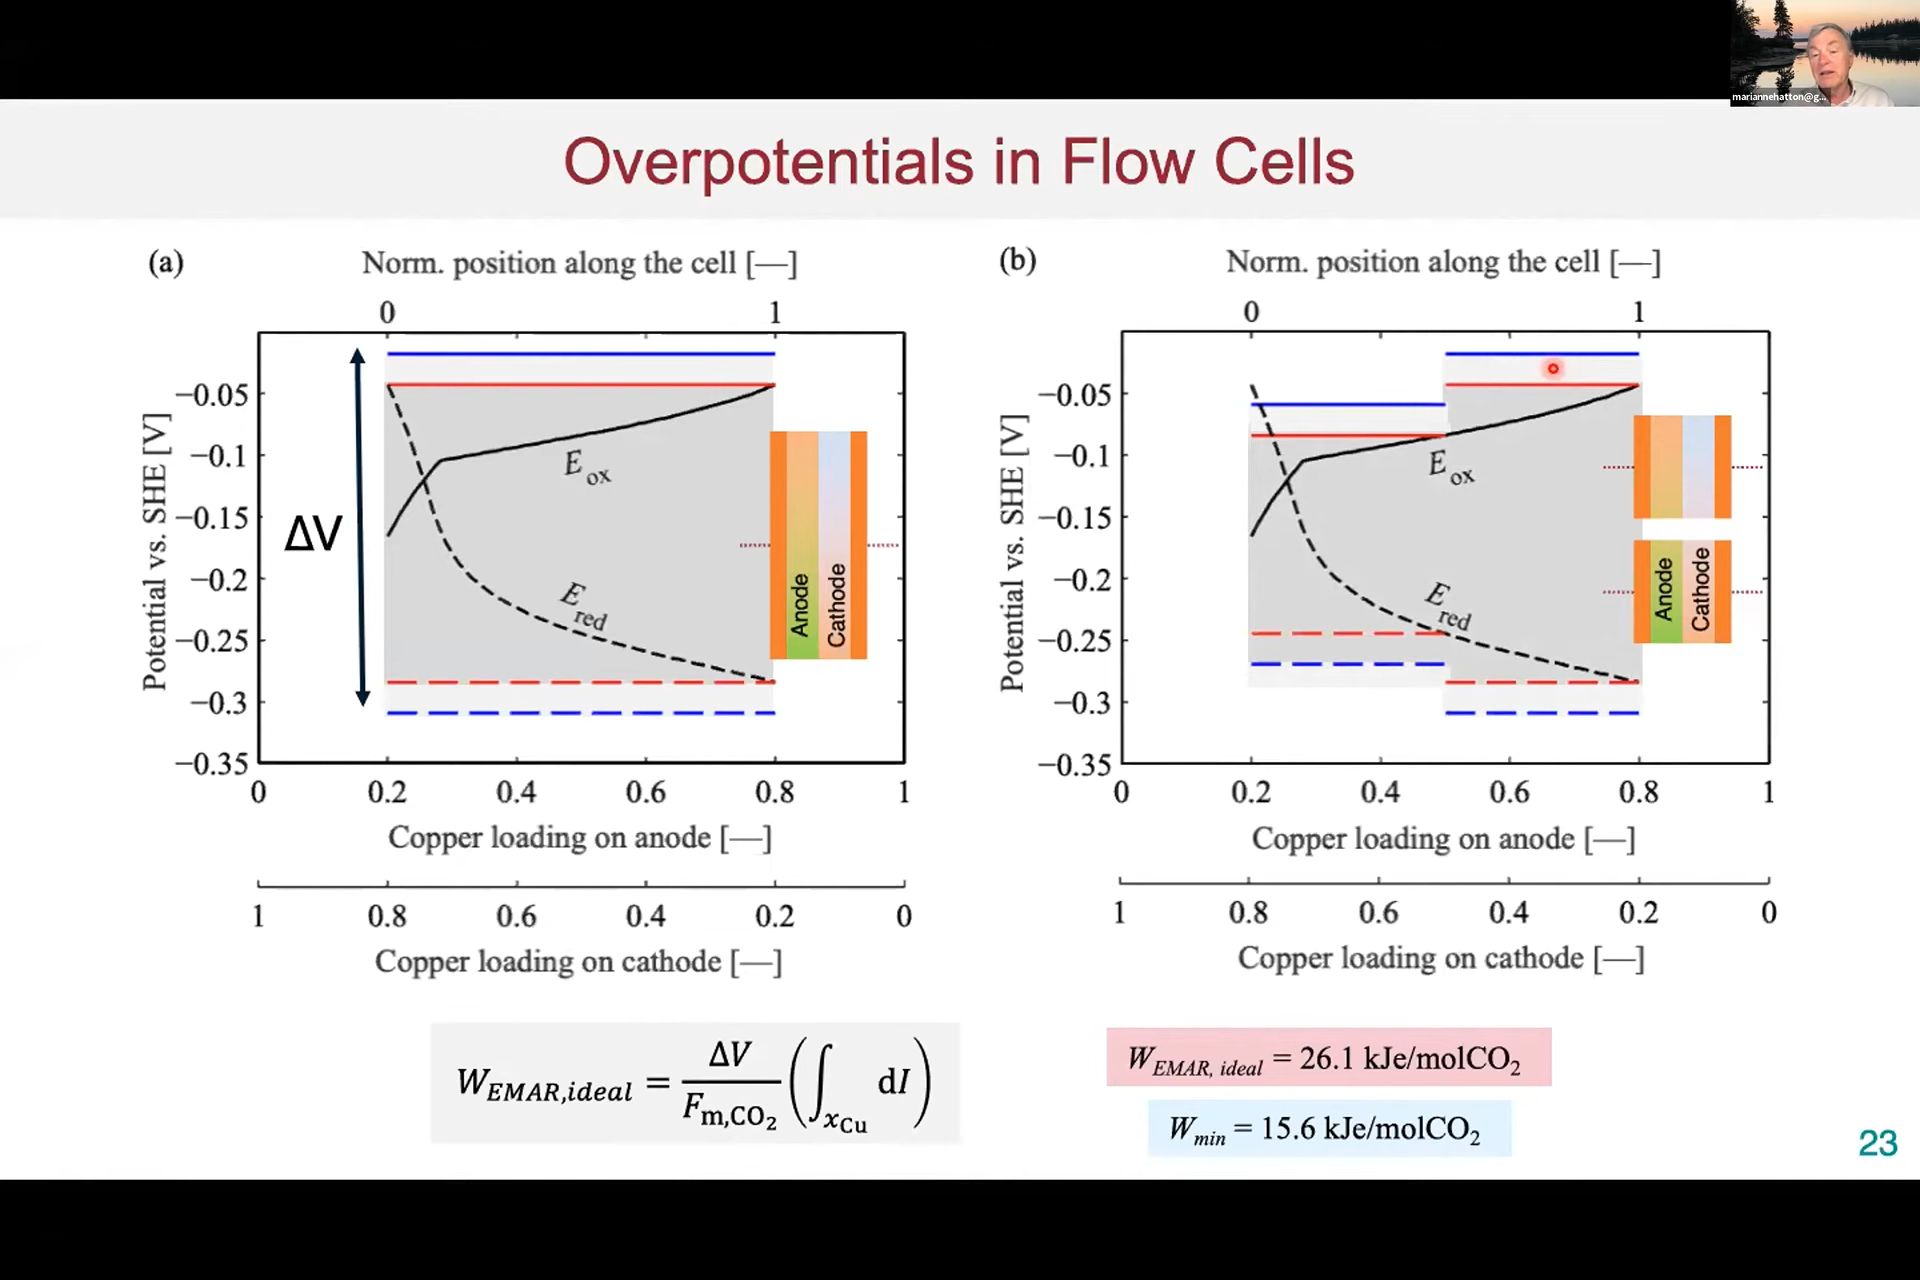 mariannehatton@g...
Overpotentials in Flow Cells
(a)
Norm. position along the cell [—]
0 1
−0.05
−0.1
−0.15
−0.2
−0.25
−0.3
−0.35
Potential vs. SHE [V]
ΔV
E ox
E red
Anode
Cathode
0 0.2 0.4 0.6 0.8 1
Copper loading on anode [—]
1 0.8 0.6 0.4 0.2 0
Copper loading on cathode [—]
(b)
Norm. position along the cell [—]
0 1
−0.05
−0.1
−0.15
−0.2
−0.25
−0.3
−0.35
Potential vs. SHE [V]
E ox
E red
Anode
Cathode
0 0.2 0.4 0.6 0.8 1
Copper loading on anode [—]
1 0.8 0.6 0.4 0.2 0
Copper loading on cathode [—]
W_EMAR,ideal = ΔV / F_m,CO₂ (∫_xCu dI)
W_EMAR, ideal = 26.1 kJe/molCO₂
W_min = 15.6 kJe/molCO₂
23